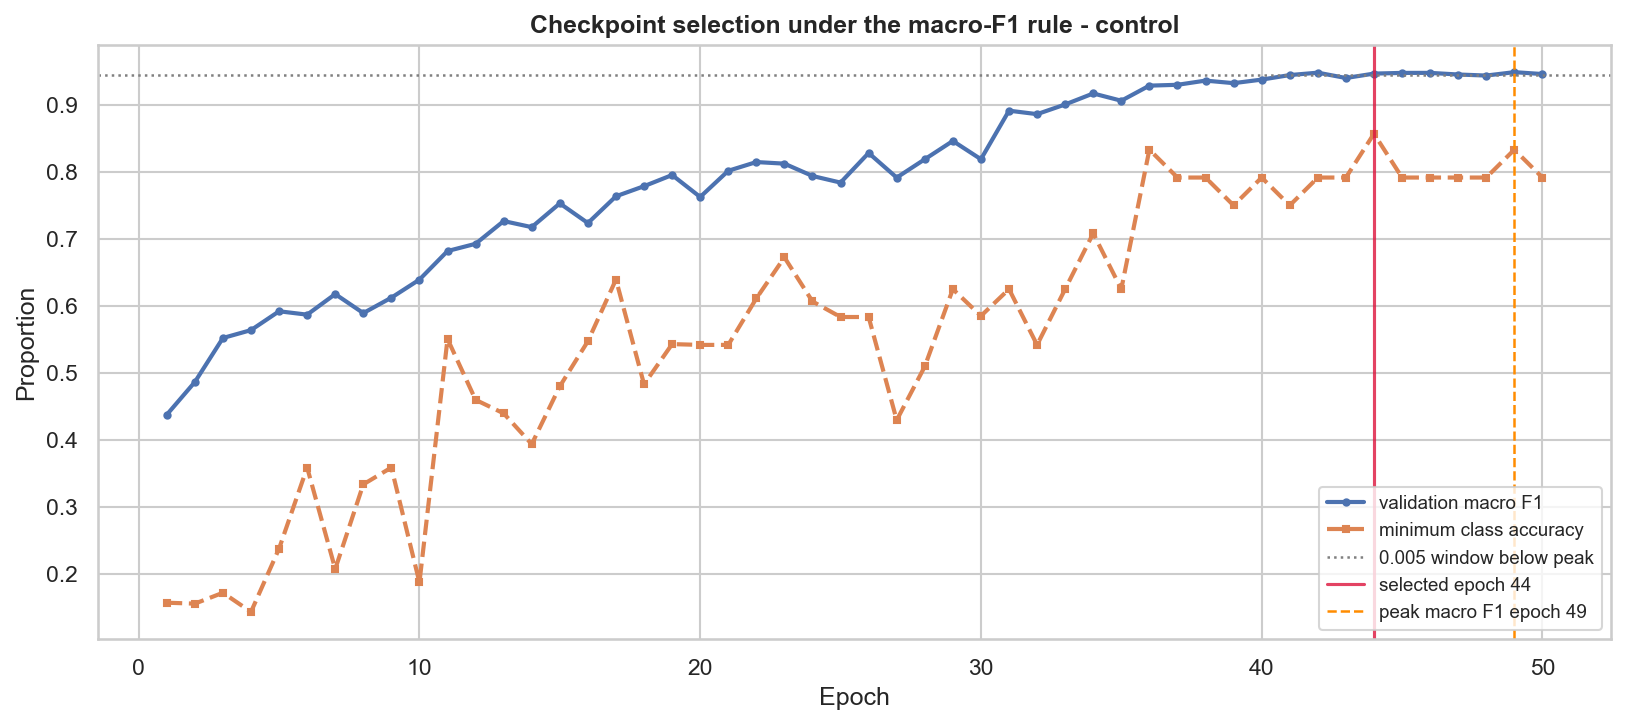 Checkpoint selection under the macro-F1 rule - control
Proportion
0.9
0.8
0.7
0.6
0.5
0.4
0.3
0.2
0 10 20 30 40 50
Epoch
validation macro F1
minimum class accuracy
0.005 window below peak
selected epoch 44
peak macro F1 epoch 49